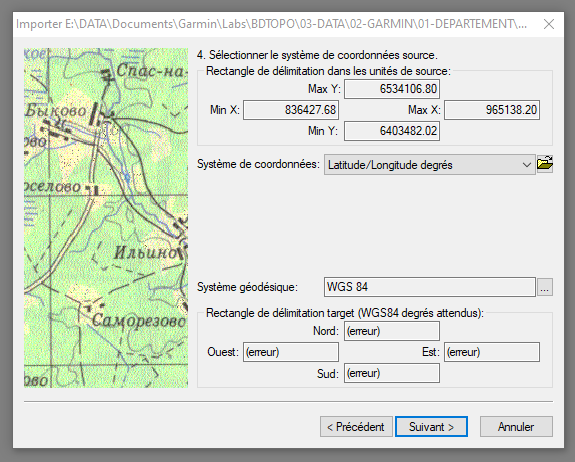 Importer E:\DATA\Documents\Garmin\Labs\BDTOPO\03-DATA\02-GARMIN\01-DEPARTEMENT\...
4. Sélectionner le système de coordonnées source.
Rectangle de délimitation dans les unités de source:
Max Y: 6534106.80
Min X: 836427.68 Max X: 965138.20
Min Y: 6403482.02
Système de coordonnées: Latitude/Longitude degrés
Système géodésique: WGS 84 ...
Rectangle de délimitation target (WGS84 degrés attendus):
Nord: (erreur)
Ouest: (erreur) Est: (erreur)
Sud: (erreur)
< Précédent Suivant > Annuler
Спас-на-
Быково
ово
оселово
Ильино
Саморезово
ово